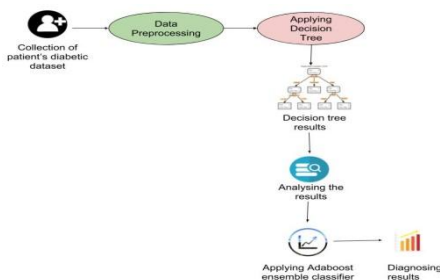 Collection of
patient's diabetic
dataset
Data
Preprocessing
Applying
Decision
Tree
Decision tree
results
Analysing the
results
Applying Adaboost
ensemble classifier
Diagnosing
results